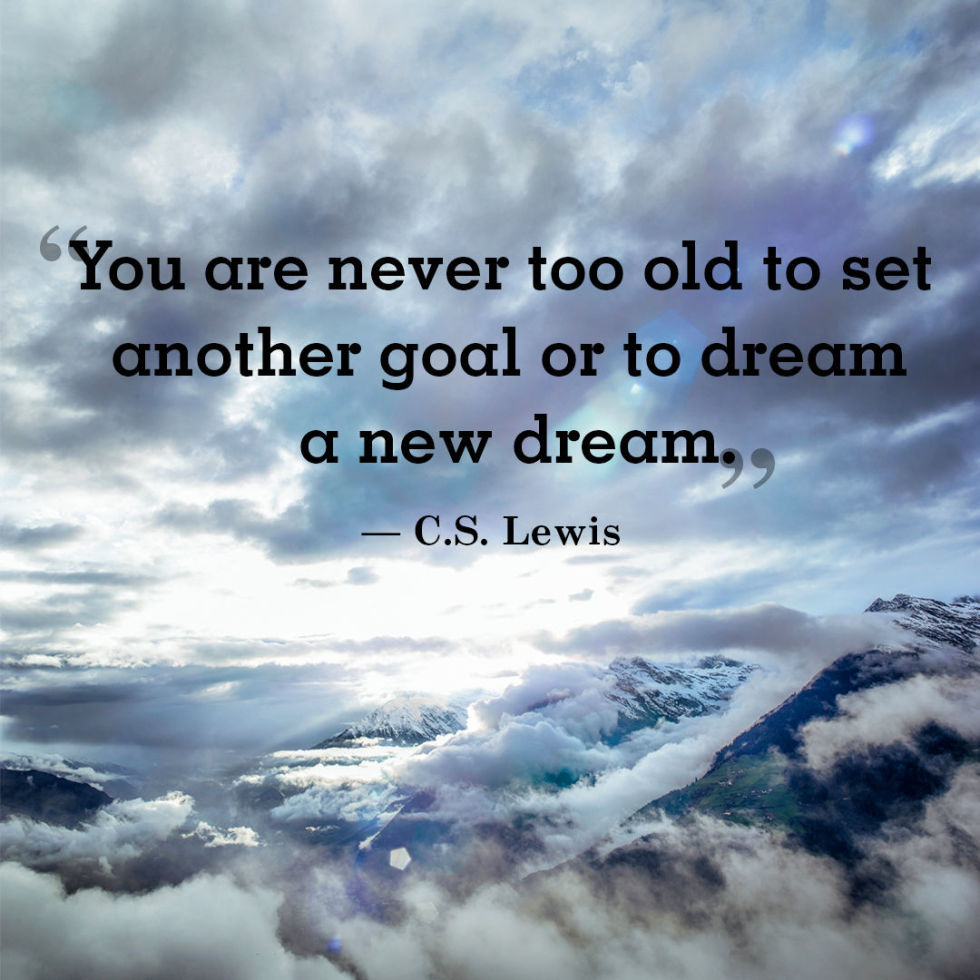 “You are never too old to set
another goal or to dream
a new dream.”
— C.S. Lewis